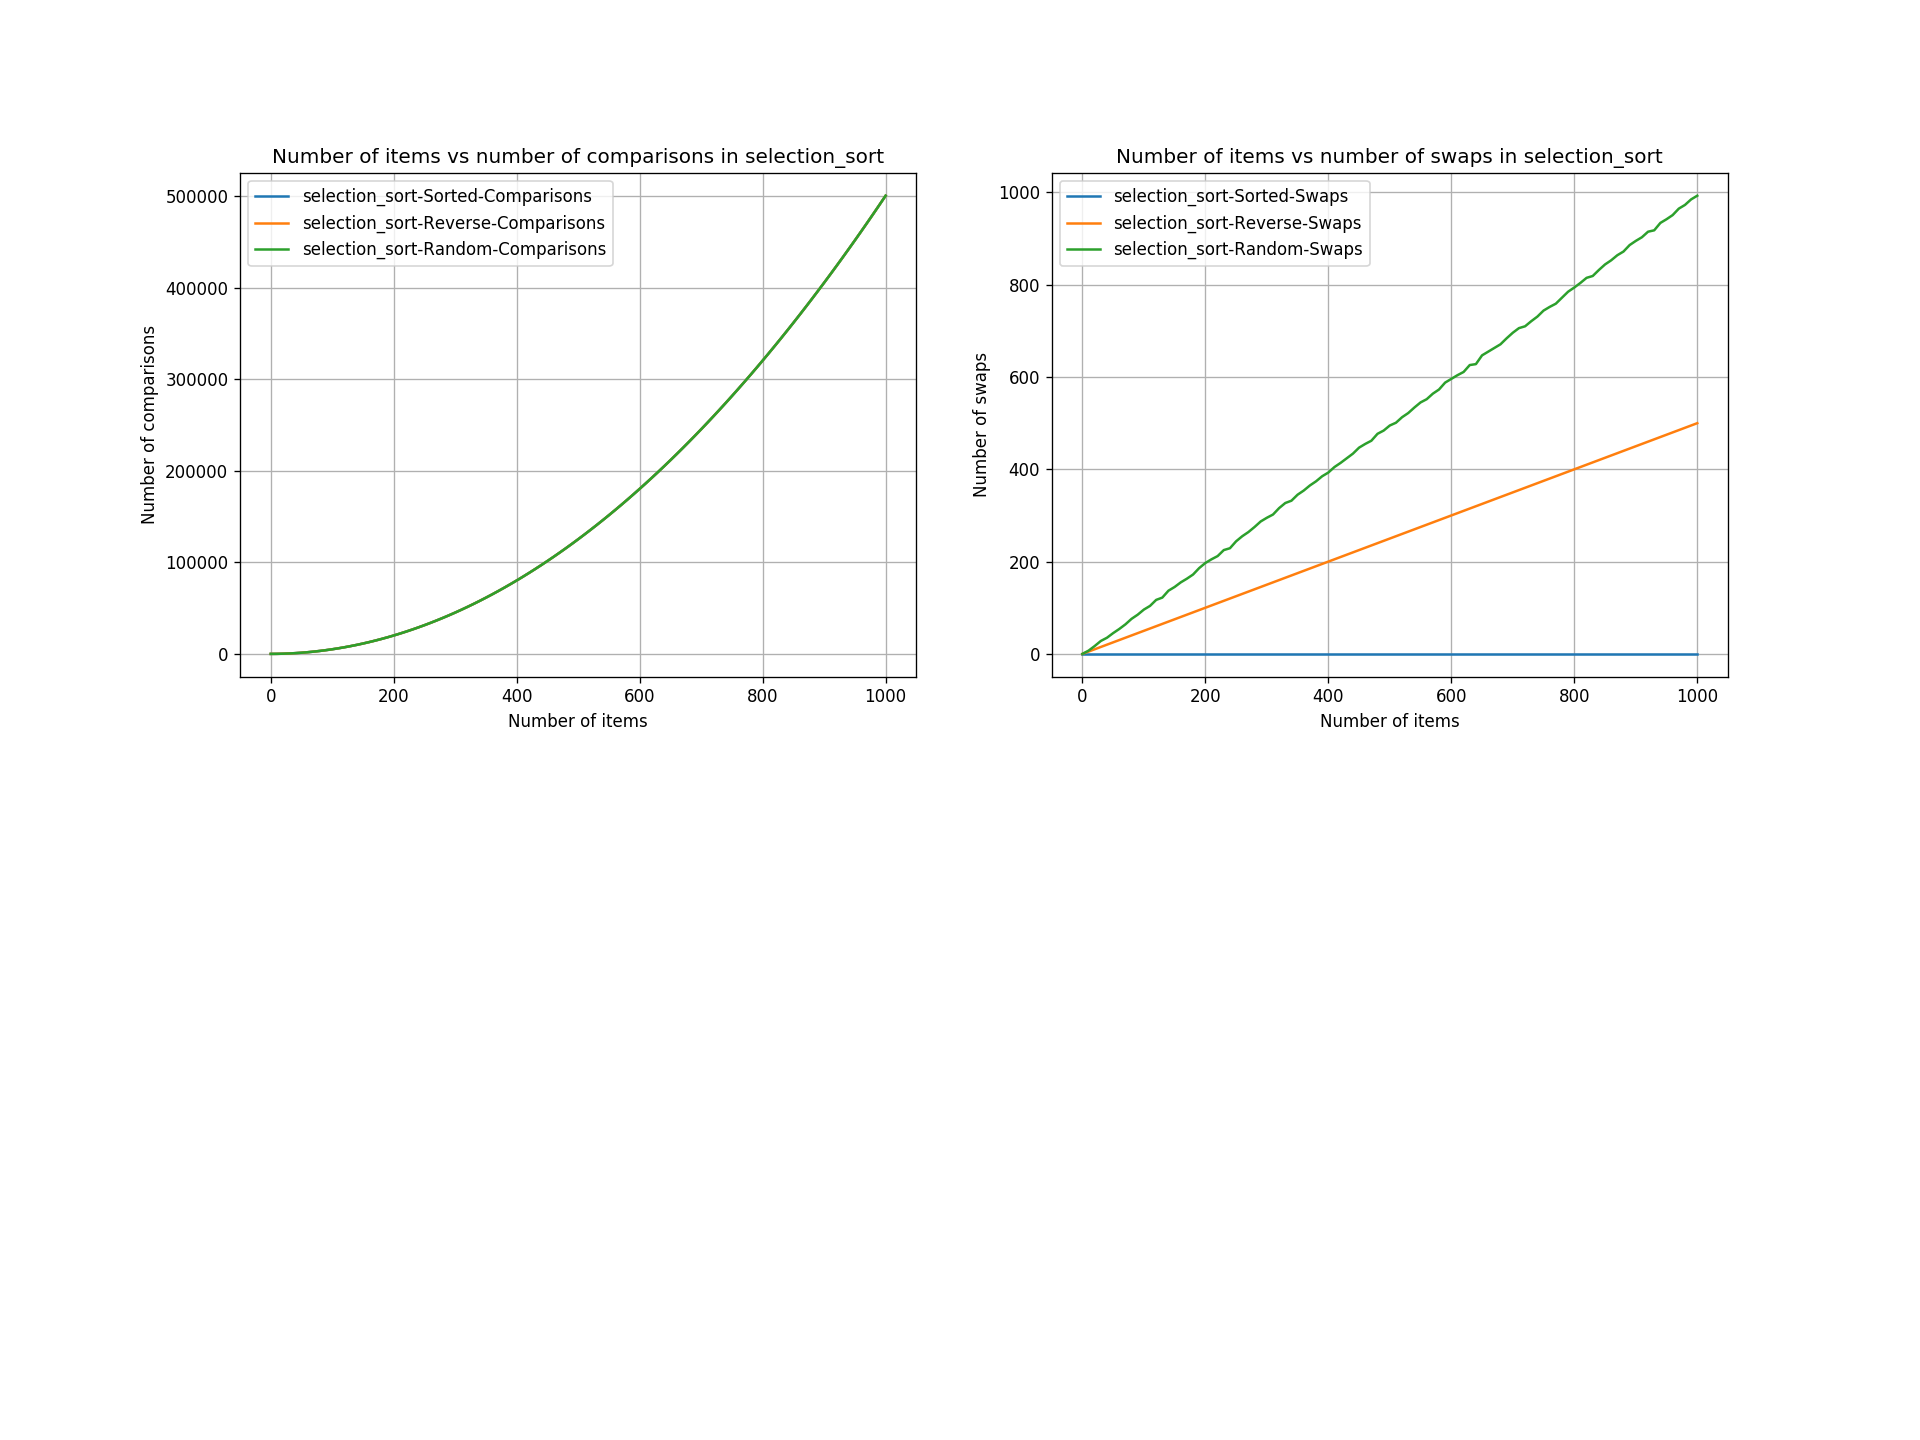 Number of items vs number of comparisons in selection_sort
selection_sort-Sorted-Comparisons
selection_sort-Reverse-Comparisons
selection_sort-Random-Comparisons
500000
400000
300000
200000
100000
0
Number of comparisons
0 200 400 600 800 1000
Number of items
Number of items vs number of swaps in selection_sort
selection_sort-Sorted-Swaps
selection_sort-Reverse-Swaps
selection_sort-Random-Swaps
1000
800
600
400
200
0
Number of swaps
0 200 400 600 800 1000
Number of items